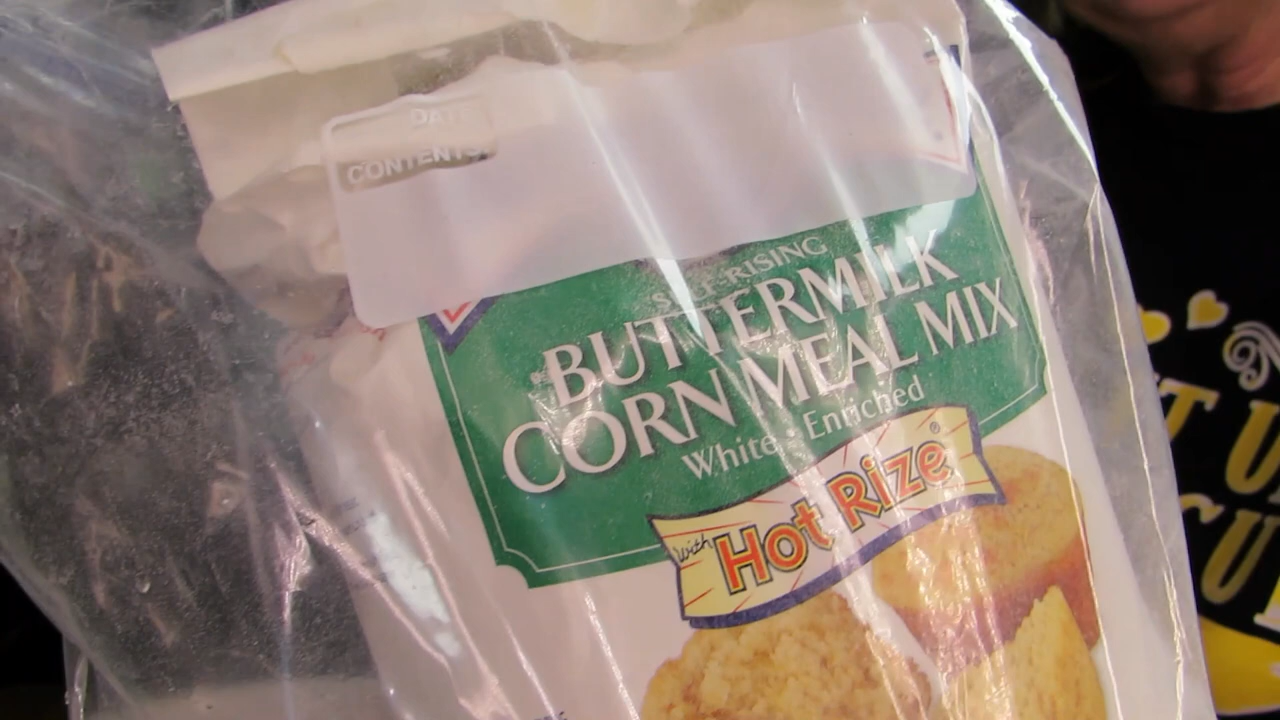 DATE
CONTENTS
SELF-RISING
BUTTERMILK
CORN MEAL MIX
White - Enriched
with Hot Rize®